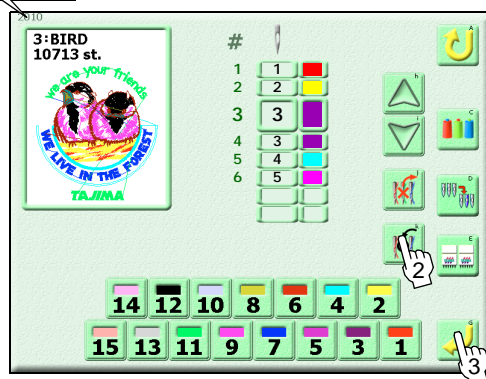 2010
3:BIRD
10713 st.
we are your friends
WE LIVE IN THE FOREST
TAJIMA
#
1 1
2 2
3 3
4 3
5 4
6 5
h
i
A
C
D
E
G
2
3
14 12 10 8 6 4 2
15 13 11 9 7 5 3 1